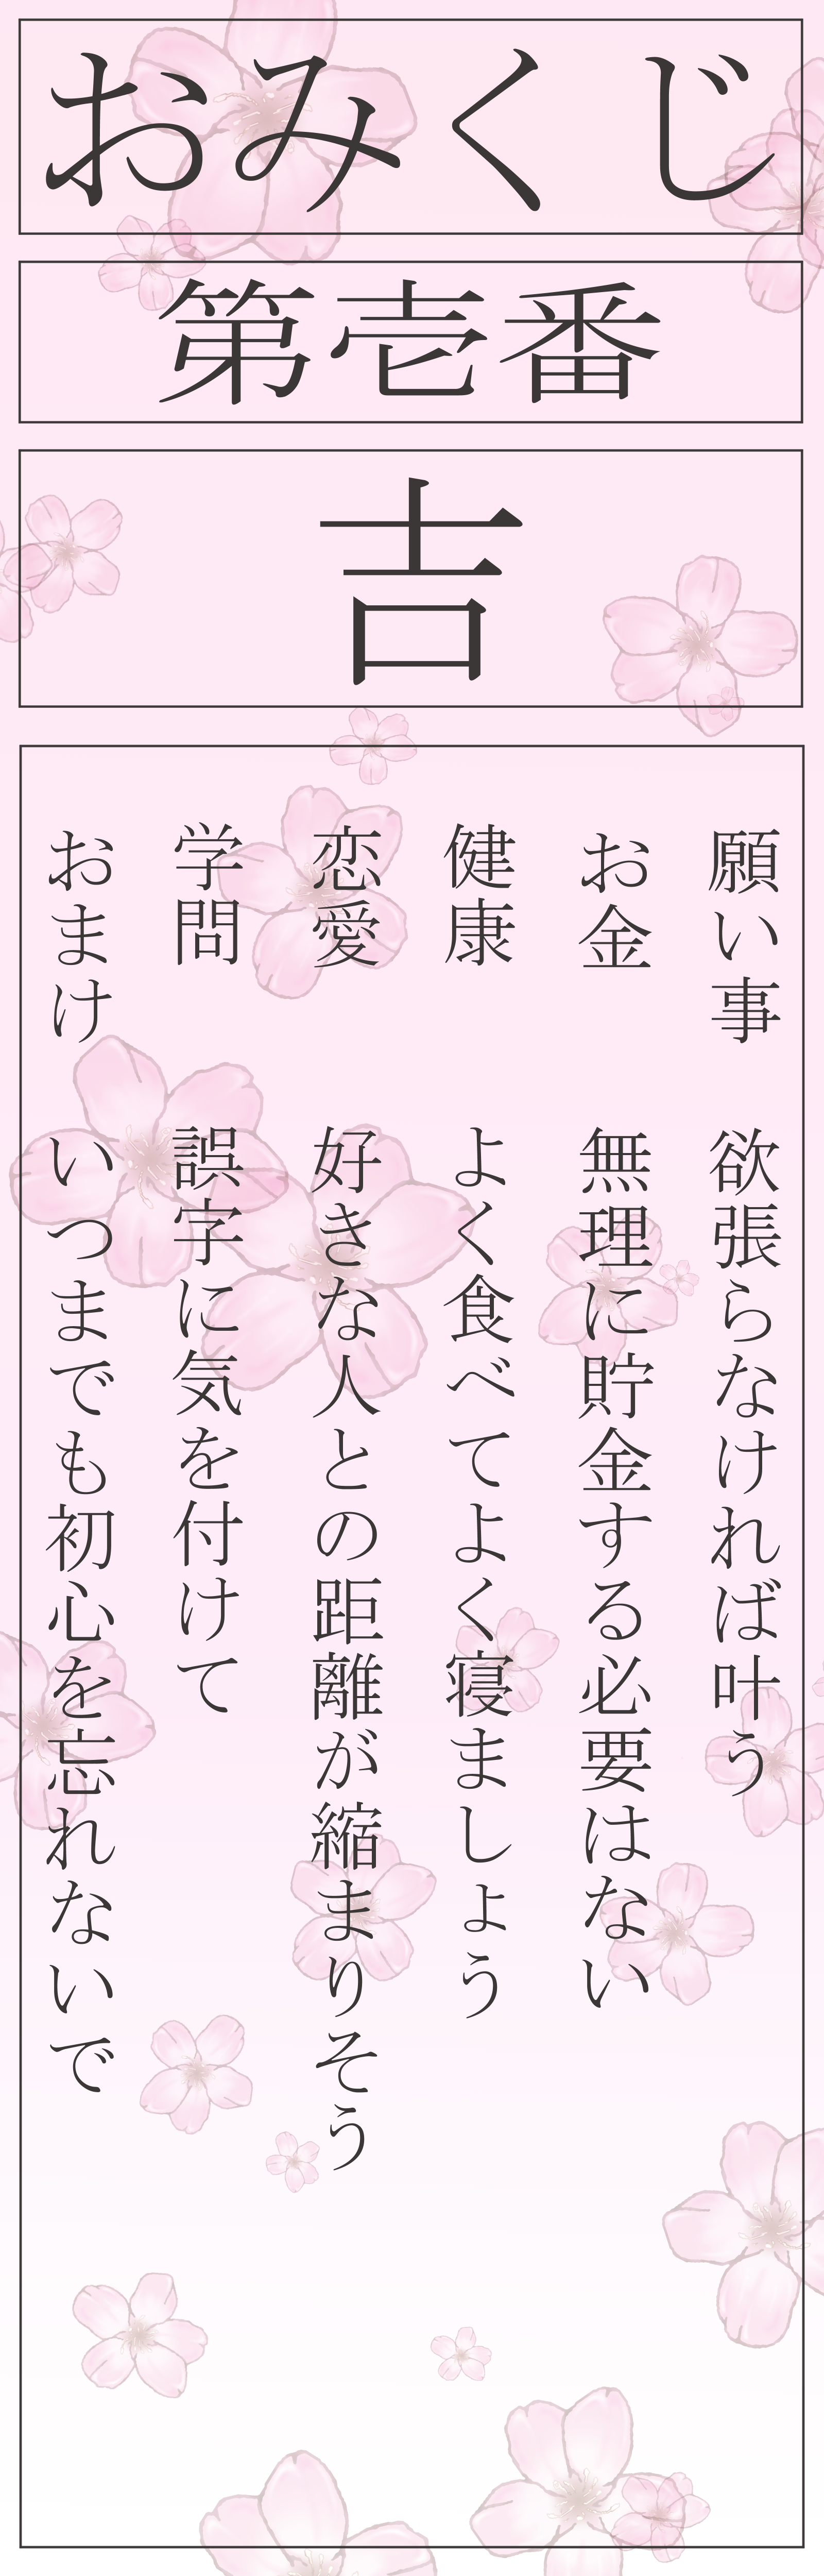 おみくじ
第壱番
吉
願い事 欲張らなければ叶う
お金 無理に貯金する必要はない
健康 よく食べてよく寝ましょう
恋愛 好きな人との距離が縮まりそう
学問 誤字に気を付けて
おまけ いつまでも初心を忘れないで